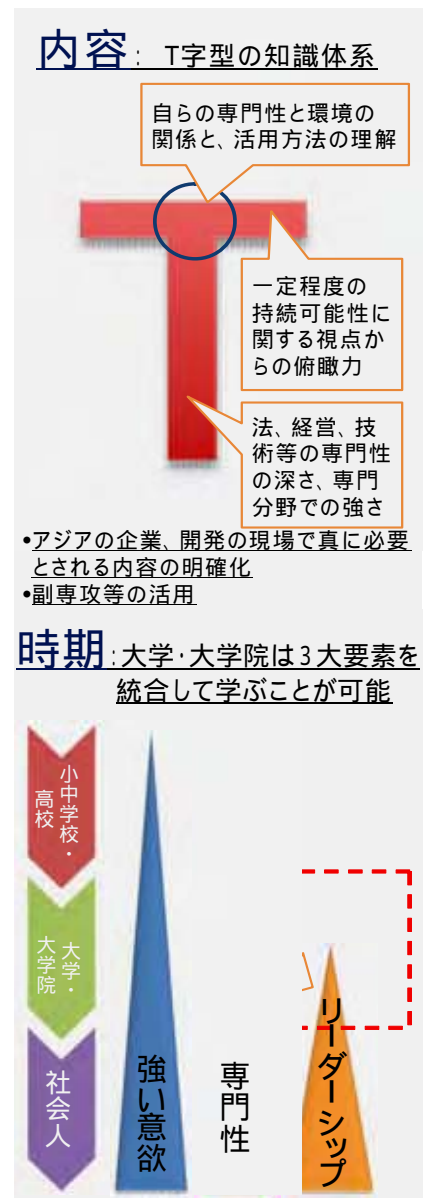 内容: T字型の知識体系
自らの専門性と環境の
関係と、活用方法の理解
一定程度の
持続可能性に
関する視点か
らの俯瞰力
法、経営、技
術等の専門性
の深さ、専門
分野での強さ
•アジアの企業、開発の現場で真に必要
とされる内容の明確化
•副専攻等の活用
時期:大学・大学院は3大要素を
統合して学ぶことが可能
小中学校・
高校
大学・
大学院
社会人
強い意欲
専門性
リーダーシップ